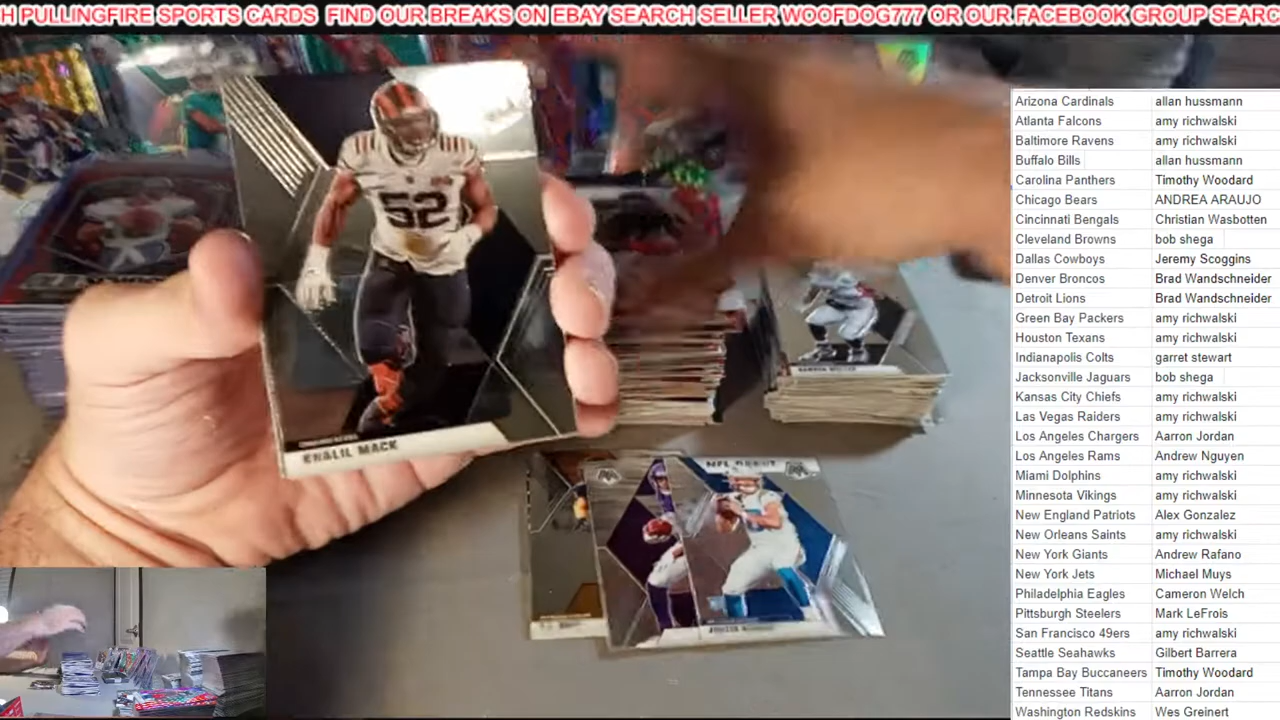 H PULLINGFIRE SPORTS CARDS FIND OUR BREAKS ON EBAY SEARCH SELLER WOOFDOG777 OR OUR FACEBOOK GROUP SEARC
52
KHALIL MACK
NFL DEBUT
Arizona Cardinals allan hussmann
Atlanta Falcons amy richwalski
Baltimore Ravens amy richwalski
Buffalo Bills allan hussmann
Carolina Panthers Timothy Woodard
Chicago Bears ANDREA ARAUJO
Cincinnati Bengals Christian Wasbotten
Cleveland Browns bob shega
Dallas Cowboys Jeremy Scoggins
Denver Broncos Brad Wandschneider
Detroit Lions Brad Wandschneider
Green Bay Packers amy richwalski
Houston Texans amy richwalski
Indianapolis Colts garret stewart
Jacksonville Jaguars bob shega
Kansas City Chiefs amy richwalski
Las Vegas Raiders amy richwalski
Los Angeles Chargers Aarron Jordan
Los Angeles Rams Andrew Nguyen
Miami Dolphins amy richwalski
Minnesota Vikings amy richwalski
New England Patriots Alex Gonzalez
New Orleans Saints amy richwalski
New York Giants Andrew Rafano
New York Jets Michael Muys
Philadelphia Eagles Cameron Welch
Pittsburgh Steelers Mark LeFrois
San Francisco 49ers amy richwalski
Seattle Seahawks Gilbert Barrera
Tampa Bay Buccaneers Timothy Woodard
Tennessee Titans Aarron Jordan
Washington Redskins Wes Greinert